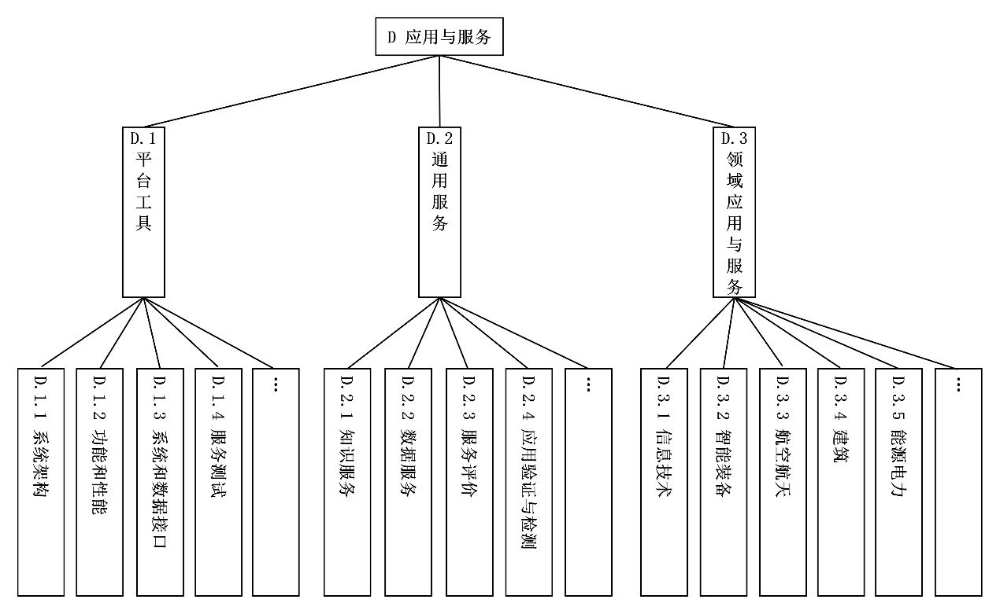 D 应用与服务
D.1 平台工具
D.2 通用服务
D.3 领域应用与服务
D.1.1 系统架构
D.1.2 功能和性能
D.1.3 系统和数据接口
D.1.4 服务测试
…
D.2.1 知识服务
D.2.2 数据服务
D.2.3 服务评价
D.2.4 应用验证与检测
…
D.3.1 信息技术
D.3.2 智能装备
D.3.3 航空航天
D.3.4 建筑
D.3.5 能源电力
…